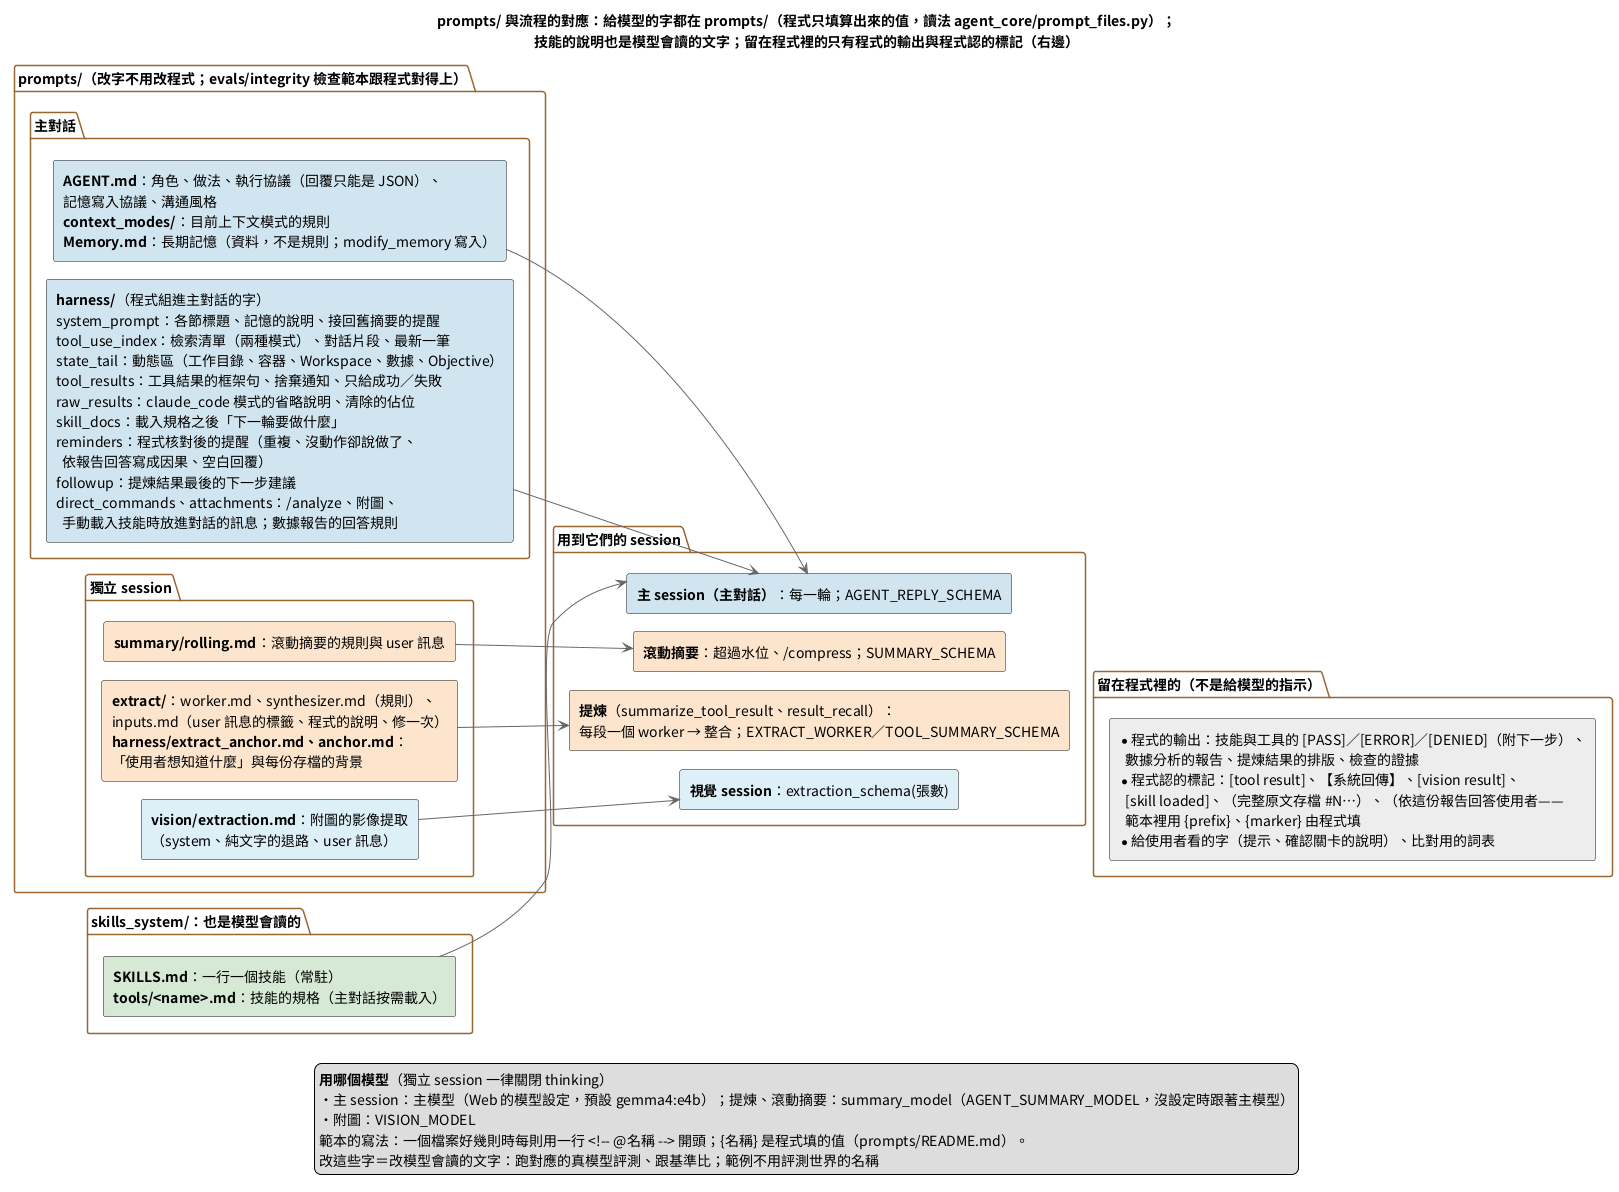 prompts/ 與流程的對應：給模型的字都在 prompts/（程式只填算出來的值，讀法 agent_core/prompt_files.py）；
技能的說明也是模型會讀的文字；留在程式裡的只有程式的輸出與程式認的標記（右邊）
prompts/（改字不用改程式；evals/integrity 檢查範本跟程式對得上）
主對話
AGENT.md：角色、做法、執行協議（回覆只能是 JSON）、
記憶寫入協議、溝通風格
context_modes/：目前上下文模式的規則
Memory.md：長期記憶（資料，不是規則；modify_memory 寫入）
harness/（程式組進主對話的字）
system_prompt：各節標題、記憶的說明、接回舊摘要的提醒
tool_use_index：檢索清單（兩種模式）、對話片段、最新一筆
state_tail：動態區（工作目錄、容器、Workspace、數據、Objective）
tool_results：工具結果的框架句、捨棄通知、只給成功／失敗
raw_results：claude_code 模式的省略說明、清除的佔位
skill_docs：載入規格之後「下一輪要做什麼」
reminders：程式核對後的提醒（重複、沒動作卻說做了、
依報告回答寫成因果、空白回覆）
followup：提煉結果最後的下一步建議
direct_commands、attachments：/analyze、附圖、
手動載入技能時放進對話的訊息；數據報告的回答規則
獨立 session
summary/rolling.md：滾動摘要的規則與 user 訊息
extract/：worker.md、synthesizer.md（規則）、
inputs.md（user 訊息的標籤、程式的說明、修一次）
harness/extract_anchor.md、anchor.md：
「使用者想知道什麼」與每份存檔的背景
vision/extraction.md：附圖的影像提取
（system、純文字的退路、user 訊息）
skills_system/：也是模型會讀的
SKILLS.md：一行一個技能（常駐）
tools/<name>.md：技能的規格（主對話按需載入）
用到它們的 session
主 session（主對話）：每一輪；AGENT_REPLY_SCHEMA
滾動摘要：超過水位、/compress；SUMMARY_SCHEMA
提煉（summarize_tool_result、result_recall）：
每段一個 worker → 整合；EXTRACT_WORKER／TOOL_SUMMARY_SCHEMA
視覺 session：extraction_schema(張數)
留在程式裡的（不是給模型的指示）
• 程式的輸出：技能與工具的 [PASS]／[ERROR]／[DENIED]（附下一步）、
數據分析的報告、提煉結果的排版、檢查的證據
• 程式認的標記：[tool result]、【系統回傳】、[vision result]、
[skill loaded]、（完整原文存檔 #N⋯）、（依這份報告回答使用者——
範本裡用 {prefix}、{marker} 由程式填
• 給使用者看的字（提示、確認關卡的說明）、比對用的詞表
用哪個模型（獨立 session 一律關閉 thinking）
・主 session：主模型（Web 的模型設定，預設 gemma4:e4b）；提煉、滾動摘要：summary_model（AGENT_SUMMARY_MODEL，沒設定時跟著主模型）
・附圖：VISION_MODEL
範本的寫法：一個檔案好幾則時每則用一行 <!-- @名稱 --> 開頭；{名稱} 是程式填的值（prompts/README.md）。
改這些字＝改模型會讀的文字：跑對應的真模型評測、跟基準比；範例不用評測世界的名稱